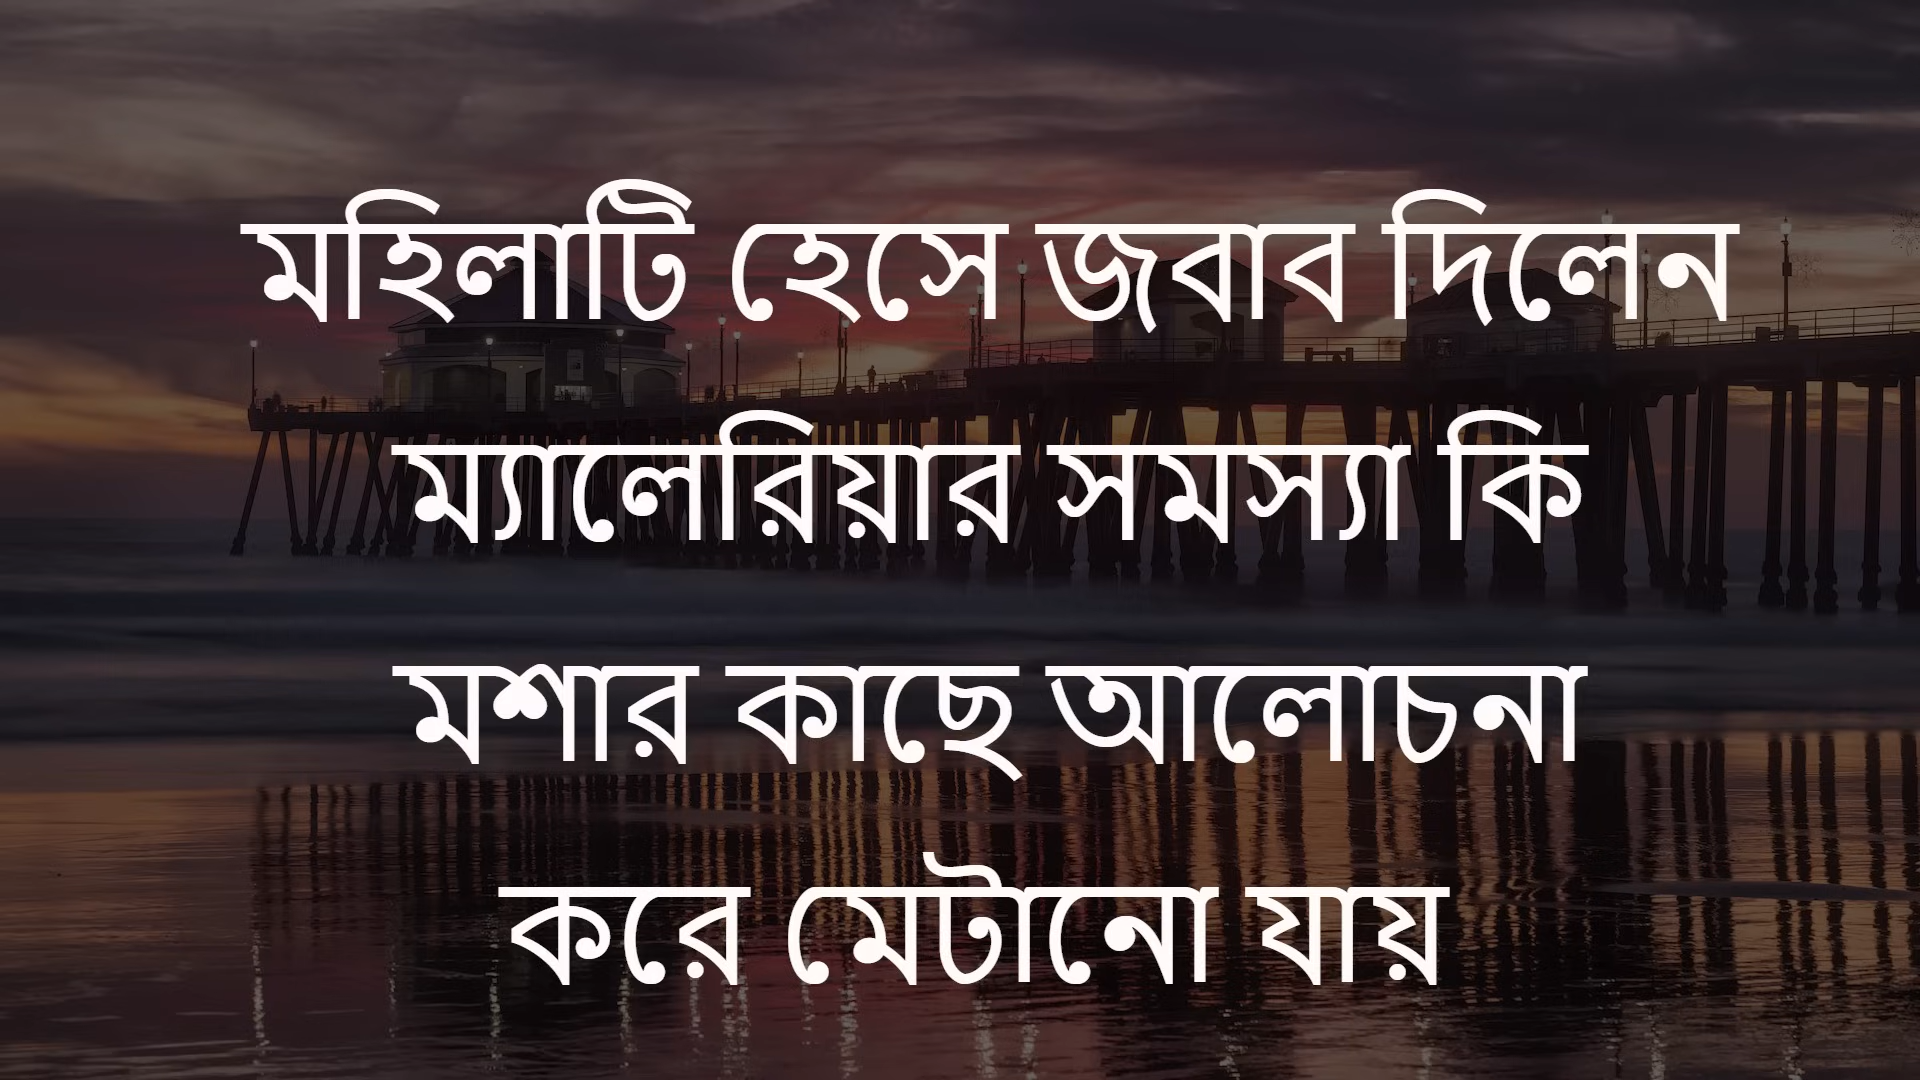 মহিলাটি হেসে জবাব দিলেন
ম্যালেরিয়ার সমস্যা কি
মশার কাছে আলোচনা
করে মেটানো যায়